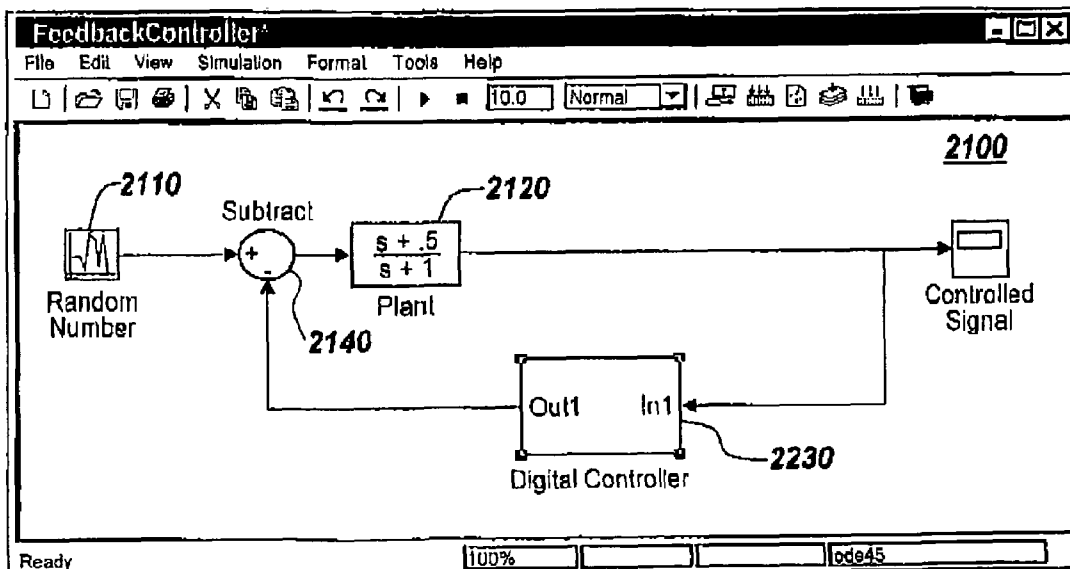 FeedbackController*
File Edit View Simulation Format Tools Help
10.0 Normal
2100
2110
2120
Subtract
+
-
s + .5
s + 1
Plant
Random
Number
2140
Controlled
Signal
Out1 In1
2230
Digital Controller
Ready 100% ode45